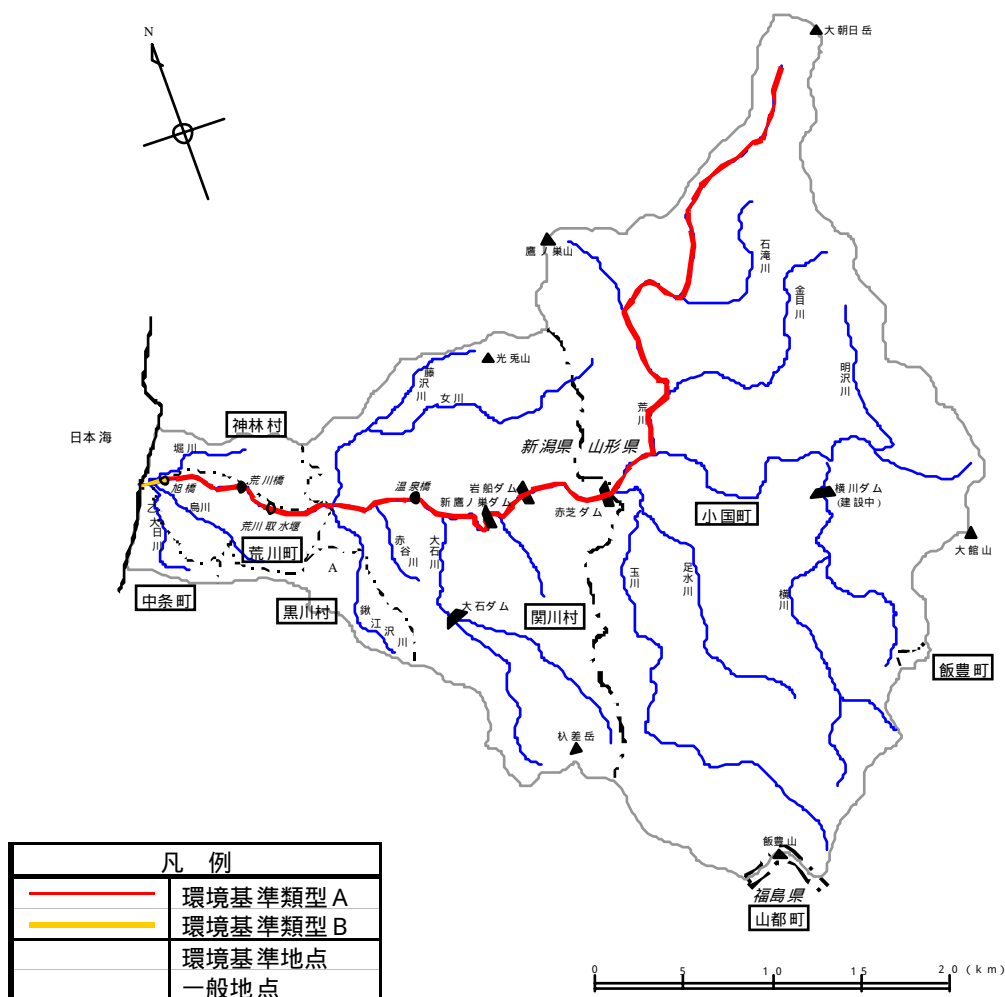 N
大朝日岳
鷹ノ巣山
石滝川
金目川
明沢川
光兎山
藤沢川
女川
荒川
神林村
新潟県
山形県
日本海
堀川
旭橋
荒川橋
温泉橋
岩船ダム
新鷹ノ巣ダム
赤芝ダム
横川ダム
(建設中)
小国町
烏川
乙大日川
荒川取水堰
荒川町
赤谷川
大石川
大館山
A
玉川
足水川
横川
中条町
黒川村
鍬江沢川
大石ダム
関川村
飯豊町
杁差岳
飯豊山
福島県
山都町
凡 例
環境基準類型A
環境基準類型B
環境基準地点
一般地点
0 5 10 15 20 (km)